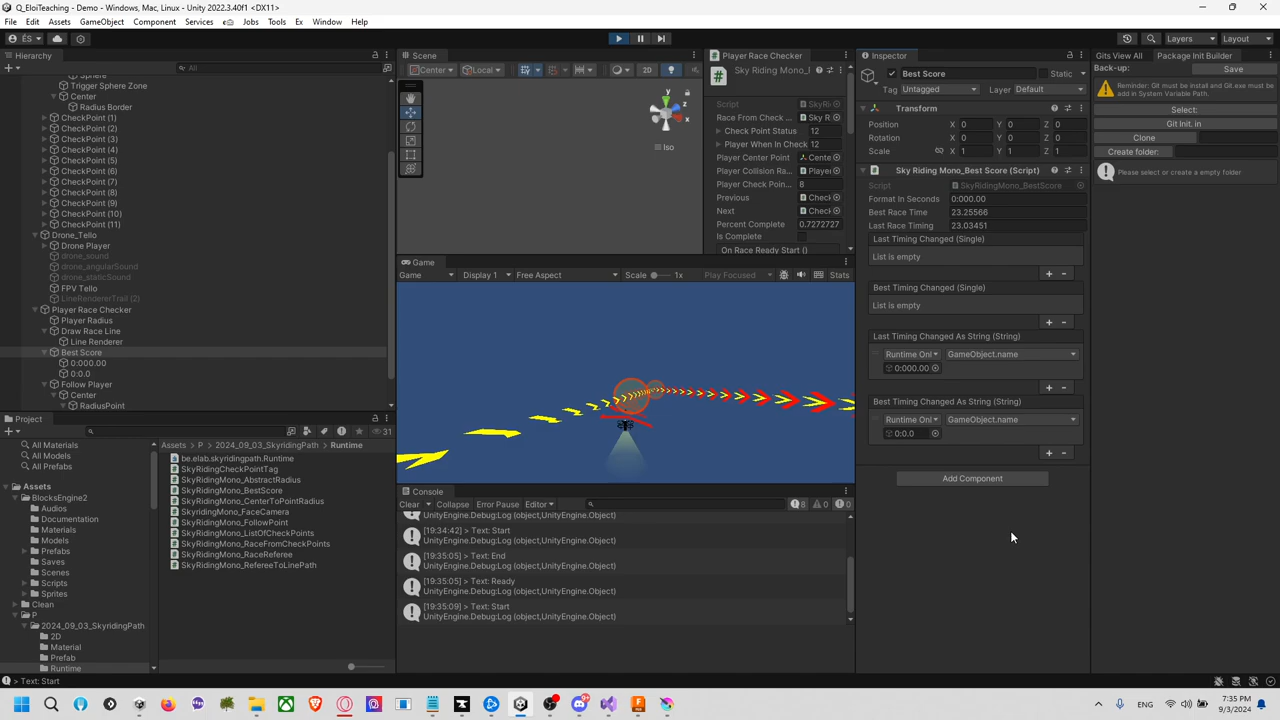 Q_EloiTeaching - Demo - Windows, Mac, Linux - Unity 2022.3.42f1* <DX11>
File Edit Assets GameObject Component Services Jobs Tools Ex Window Help
ÉS Layers Layout
Hierarchy
All
Sphere
Trigger Sphere Zone
Center
Radius Border
CheckPoint (1)
CheckPoint (2)
CheckPoint (3)
CheckPoint (4)
CheckPoint (5)
CheckPoint (6)
CheckPoint (7)
CheckPoint (8)
CheckPoint (9)
CheckPoint (10)
CheckPoint (11)
Drone_Tello
Drone Player
drone_sound
drone_angularSound
drone_staticSound
FPV Tello
LineRendererTrail (2)
Player Race Checker
Player Radius
Draw Race Line
Line Renderer
Best Score
0:000.00
0:0.0
Follow Player
Center
RadiusPoint
Project
31
All Materials
All Models
All Prefabs
Assets
BlocksEngine2
Audios
Documentation
Materials
Models
Prefabs
Saves
Scenes
Scripts
Sprites
Clean
P
2024_09_03_SkyridingPath
2D
Material
Prefab
Runtime
Assets > P > 2024_09_03_SkyridingPath > Runtime
be.elab.skyridingpath.Runtime
SkyRidingCheckPointTag
SkyRidingMono_AbstractRadius
SkyRidingMono_BestScore
SkyRidingMono_CenterToPointRadius
SkyridingMono_FaceCamera
SkyRidingMono_FollowPoint
SkyRidingMono_ListOfCheckPoints
SkyRidingMono_RaceFromCheckPoints
SkyRidingMono_RaceReferee
SkyRidingMono_RefereeToLinePath
Scene
Center Local 2D
y
z
x
Iso
Game
Game Display 1 Free Aspect Scale 1x Play Focused Stats
Console
Clear Collapse Error Pause Editor 8 0 0
UnityEngine.Debug:Log (object,UnityEngine.Object)
[19:34:42] > Text: Start
UnityEngine.Debug:Log (object,UnityEngine.Object)
[19:35:05] > Text: End
UnityEngine.Debug:Log (object,UnityEngine.Object)
[19:35:05] > Text: Ready
UnityEngine.Debug:Log (object,UnityEngine.Object)
[19:35:09] > Text: Start
UnityEngine.Debug:Log (object,UnityEngine.Object)
Player Race Checker
Sky Riding Mono_
Script SkyRi
Race From Check Sky R
Check Point Status 12
Player When In Check 12
Player Center Point Cente
Player Collision Ra... Playe
Player Check Poin... 8
Previous Check
Next Check
Percent Complete 0.7272727
Is Complete
On Race Ready Start ()
Inspector
Best Score Static
Tag Untagged Layer Default
Transform
Position X 0 Y 0 Z 0
Rotation X 0 Y 0 Z 0
Scale X 1 Y 1 Z 1
Sky Riding Mono_Best Score (Script)
Script SkyRidingMono_BestScore
Format In Seconds 0:000.00
Best Race Time 23.25566
Last Race Timing 23.03451
Last Timing Changed (Single)
List is empty
Best Timing Changed (Single)
List is empty
Last Timing Changed As String (String)
Runtime Onl GameObject.name
0:000.00
Best Timing Changed As String (String)
Runtime Onl GameObject.name
0:0.0
Add Component
Gits View All Package Init Builder
Back-up: Save
Reminder: Git must be install and Git.exe must be
add in System Variable Path.
Select:
Git Init. in
Clone
Create folder:
Please select or create a empty folder
Text: Start
ENG
7:35 PM
9/3/2024